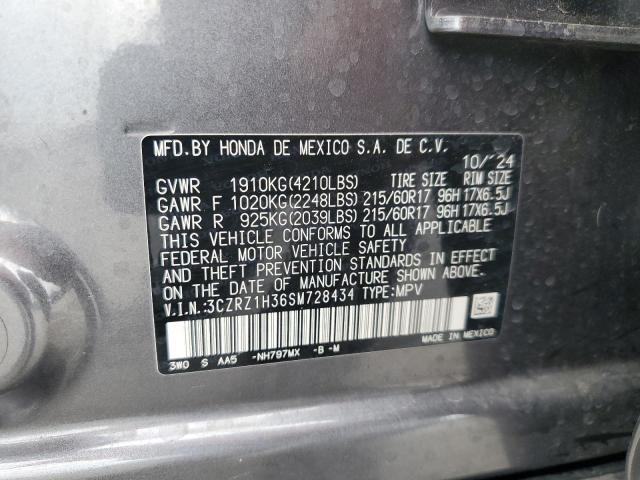 MFD.BY HONDA DE MEXICO S.A. DE C.V.
10/'24
GVWR 1910KG(4210LBS) TIRE SIZE RIM SIZE
GAWR F 1020KG(2248LBS) 215/60R17 96H 17X6.5J
GAWR R 925KG(2039LBS) 215/60R17 96H 17X6.5J
THIS VEHICLE CONFORMS TO ALL APPLICABLE
FEDERAL MOTOR VEHICLE SAFETY
AND THEFT PREVENTION STANDARDS IN EFFECT
ON THE DATE OF MANUFACTURE SHOWN ABOVE.
V.I.N.:3CZRZ1H36SM728434 TYPE:MPV
3W0 S AA5 -NH797MX -B -M MADE IN MEXICO